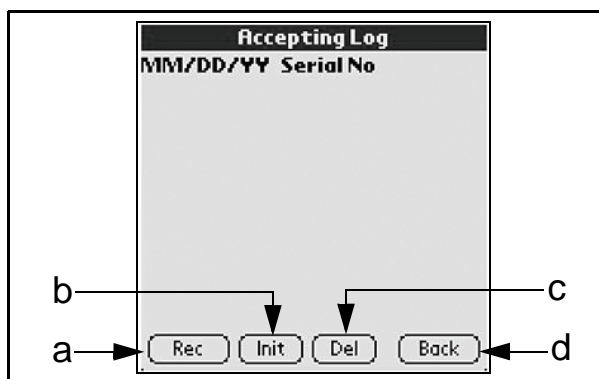 Accepting Log
MM/DD/YY Serial No
b
c
a Rec Init Del Back d